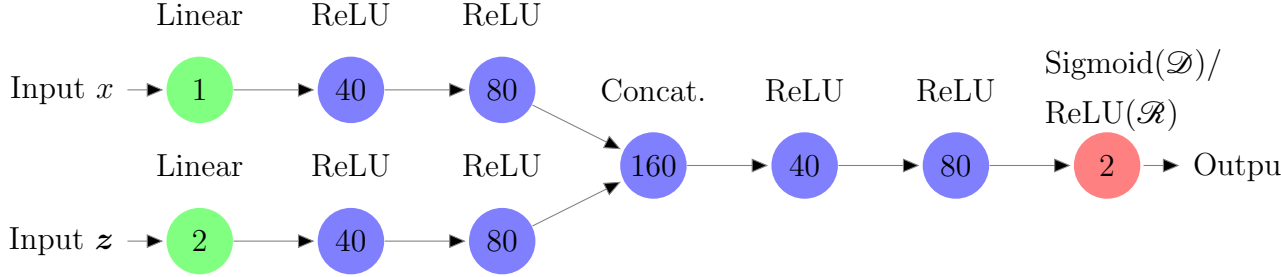 Linear ReLU ReLU
Input x 1 40 80
Sigmoid(𝒟)/
ReLU(ℛ)
Concat. ReLU ReLU
160 40 80 2 Outpu
Linear ReLU ReLU
Input z 2 40 80